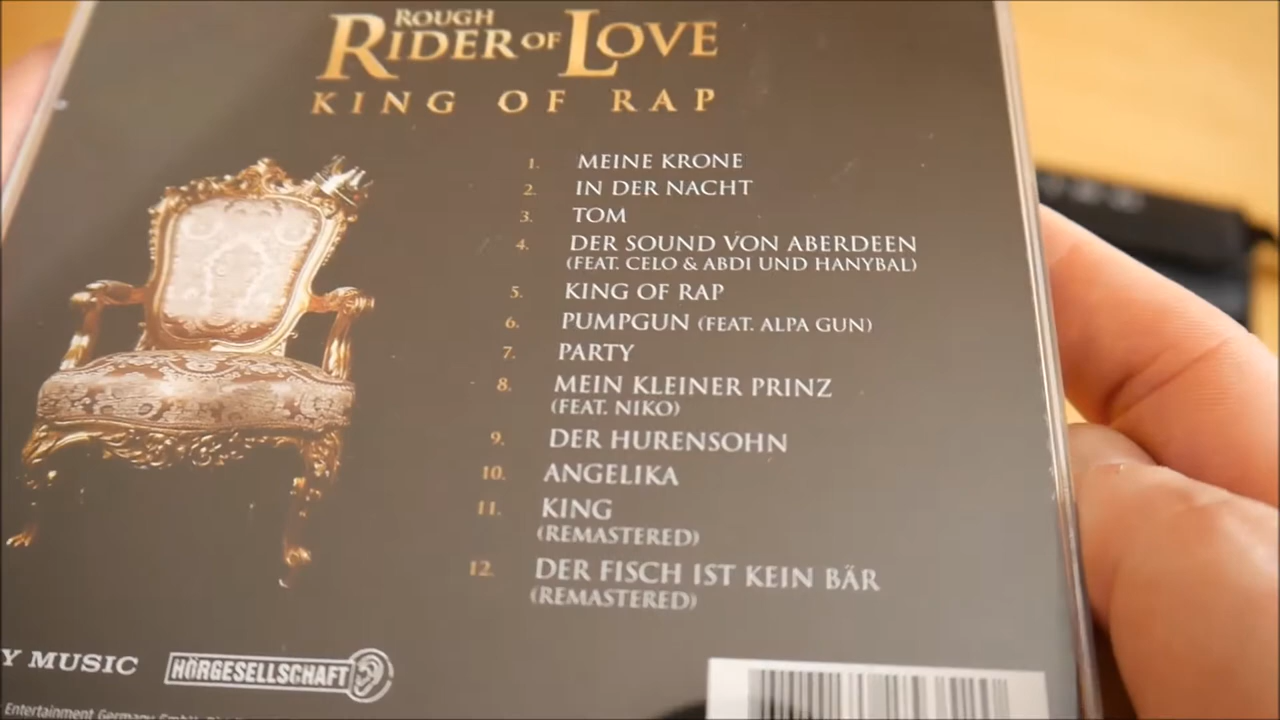 ROUGH
RIDER OF LOVE
KING OF RAP
1. MEINE KRONE
2. IN DER NACHT
3. TOM
4. DER SOUND VON ABERDEEN
(FEAT. CELO & ABDI UND HANYBAL)
5. KING OF RAP
6. PUMPGUN (FEAT. ALPA GUN)
7. PARTY
8. MEIN KLEINER PRINZ
(FEAT. NIKO)
9. DER HURENSOHN
10. ANGELIKA
11. KING
(REMASTERED)
12. DER FISCH IST KEIN BÄR
(REMASTERED)
Y MUSIC
HÖRGESELLSCHAFT
Entertainment Germany GmbH.